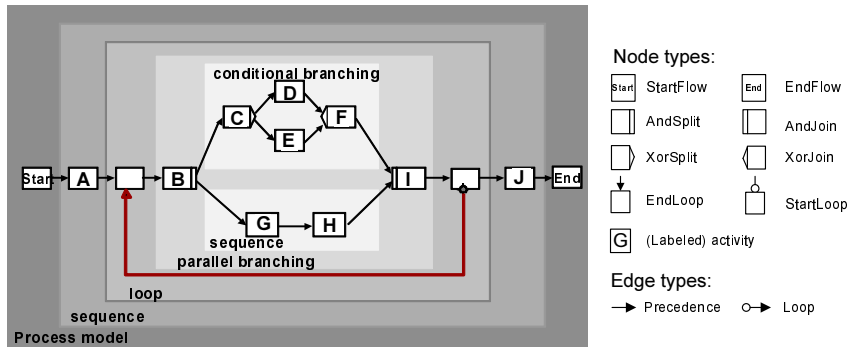 conditional branching
D
C
F
E
Start
A
B
I
J
End
G
H
sequence
parallel branching
loop
sequence
Process model
Node types:
Start StartFlow
End EndFlow
AndSplit
AndJoin
XorSplit
XorJoin
EndLoop
StartLoop
G (Labeled) activity
Edge types:
Precedence
Loop